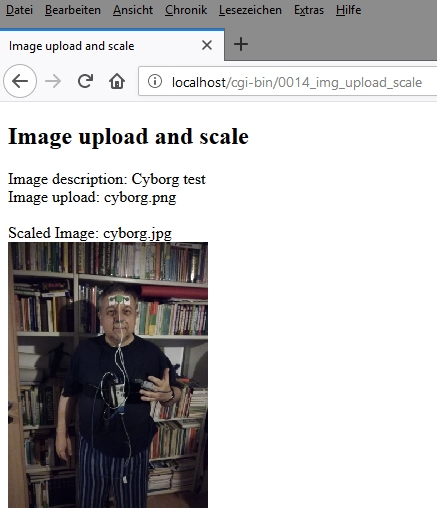 Datei Bearbeiten Ansicht Chronik Lesezeichen Extras Hilfe
Image upload and scale
localhost/cgi-bin/0014_img_upload_scale
Image upload and scale
Image description: Cyborg test
Image upload: cyborg.png
Scaled Image: cyborg.jpg